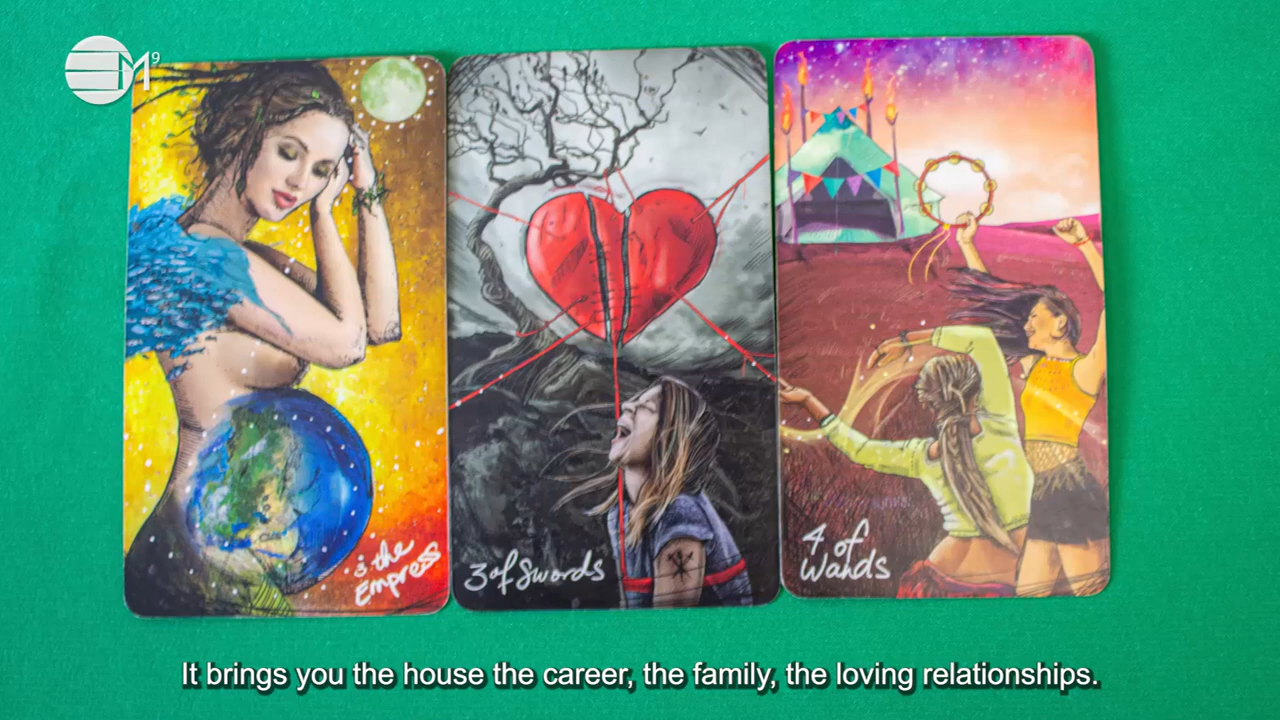 EM9
3 the
Empress
3 of Swords
4 of
Wands
It brings you the house the career, the family, the loving relationships.